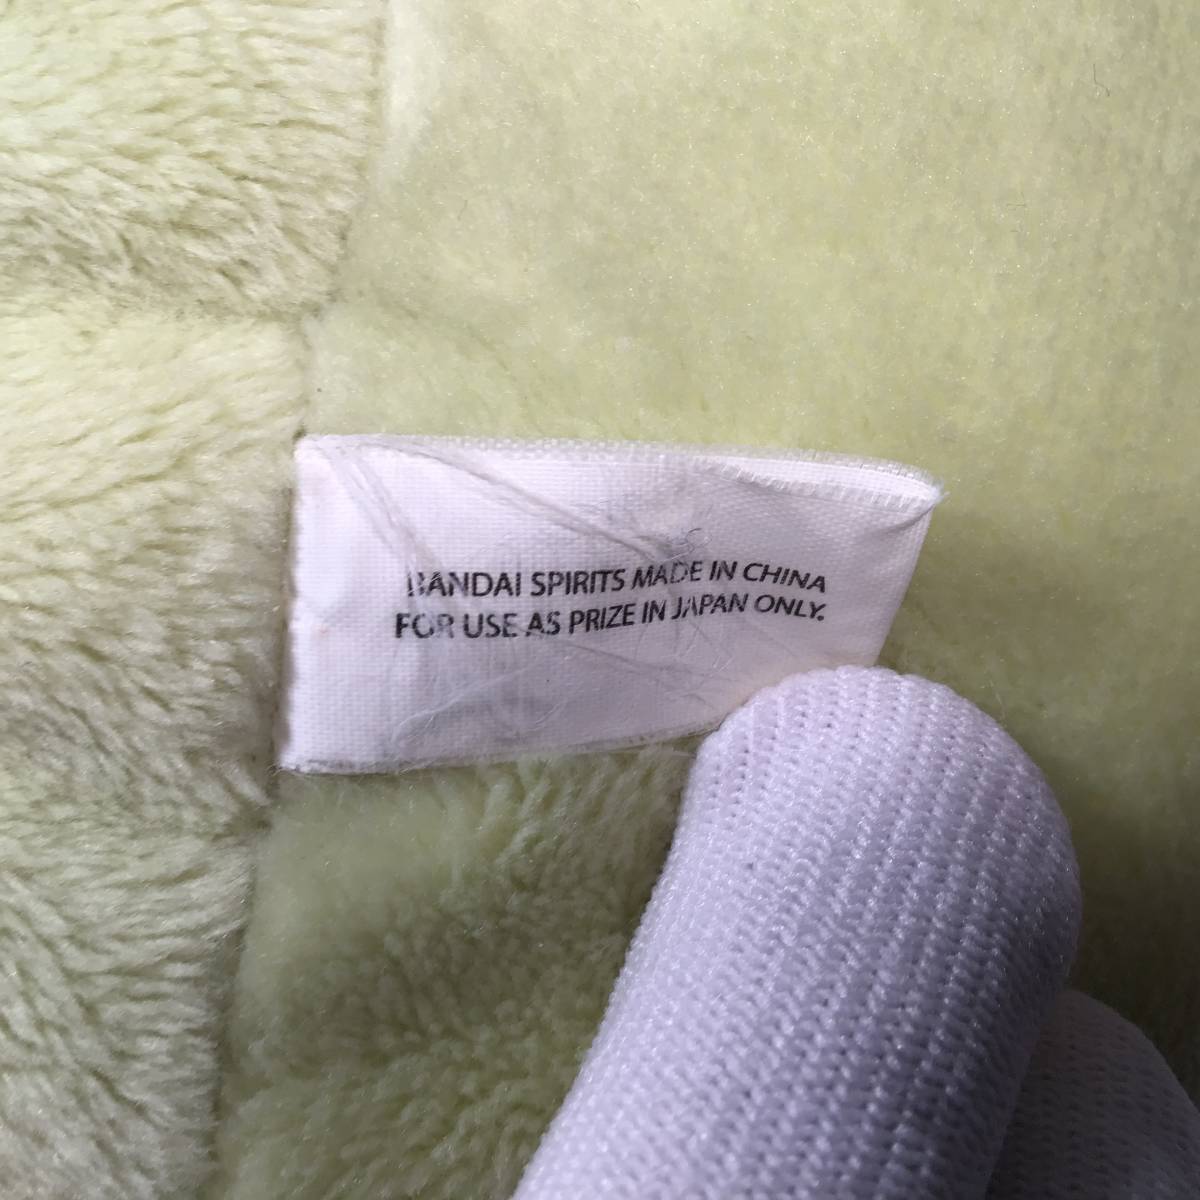 BANDAI SPIRITS MADE IN CHINA
FOR USE AS PRIZE IN JAPAN ONLY.